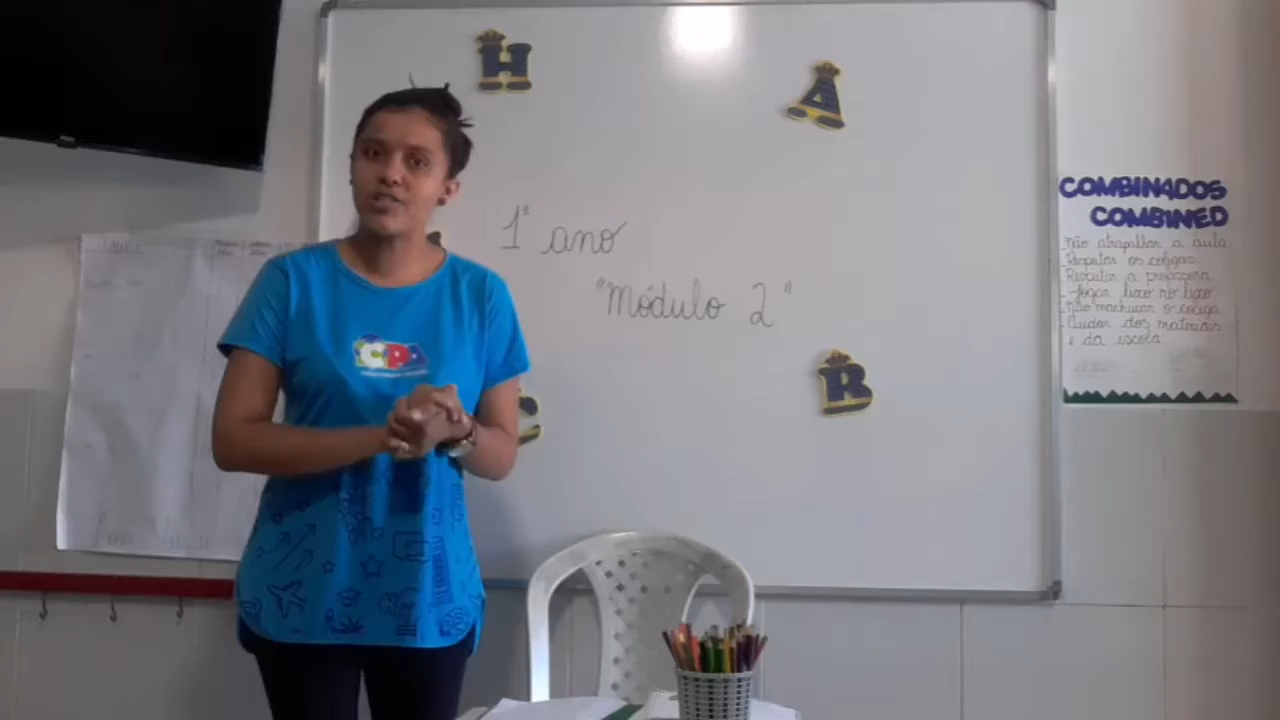 H
A
1º ano
"Módulo 2"
C
R
CPA
COMBINADOS
COMBINED
- Não atrapalhar a aula
- Respeitar os colegas
- Respeitar a professora
- Jogar lixo no lixo
- Não machucar o colega
- Cuidar dos materiais
e da escola.